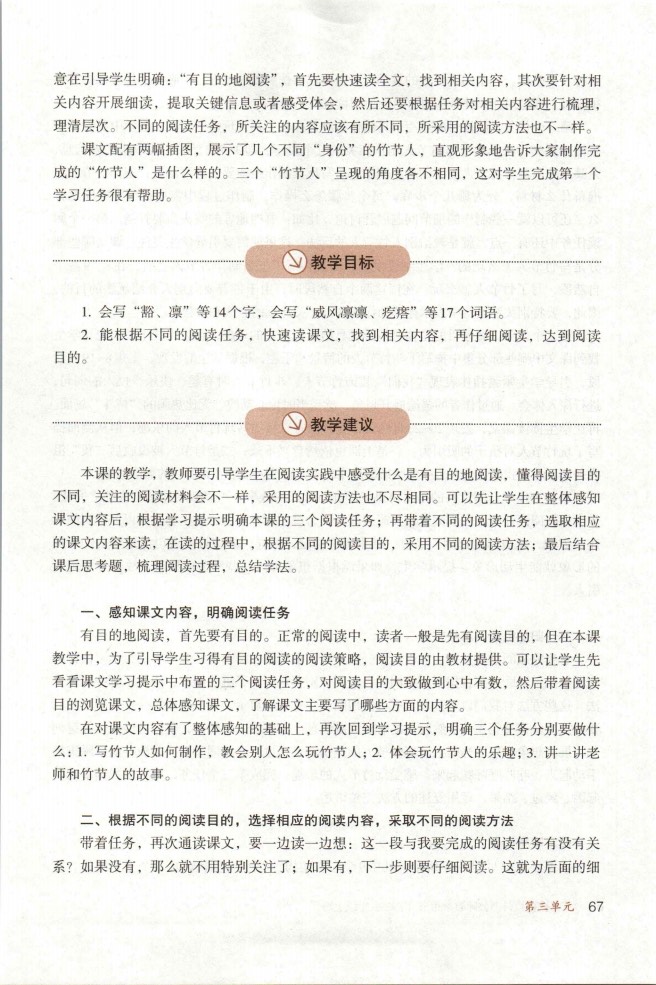 意在引导学生明确：“有目的地阅读”，首先要快速读全文，找到相关内容，其次要针对相
关内容开展细读，提取关键信息或者感受体会，然后还要根据任务对相关内容进行梳理，
理清层次。不同的阅读任务，所关注的内容应该有所不同，所采用的阅读方法也不一样。
课文配有两幅插图，展示了几个不同“身份”的竹节人，直观形象地告诉大家制作完
成的“竹节人”是什么样的。三个“竹节人”呈现的角度各不相同，这对学生完成第一个
学习任务很有帮助。
教学目标
1. 会写“豁、凛”等14个字，会写“威风凛凛、疙瘩”等17个词语。
2. 能根据不同的阅读任务，快速读课文，找到相关内容，再仔细阅读，达到阅读
目的。
教学建议
本课的教学，教师要引导学生在阅读实践中感受什么是有目的地阅读，懂得阅读目的
不同，关注的阅读材料会不一样，采用的阅读方法也不尽相同。可以先让学生在整体感知
课文内容后，根据学习提示明确本课的三个阅读任务；再带着不同的阅读任务，选取相应
的课文内容来读，在读的过程中，根据不同的阅读目的，采用不同的阅读方法；最后结合
课后思考题，梳理阅读过程，总结学法。
一、感知课文内容，明确阅读任务
有目的地阅读，首先要有目的。正常的阅读中，读者一般是先有阅读目的，但在本课
教学中，为了引导学生习得有目的阅读的阅读策略，阅读目的由教材提供。可以让学生先
看看课文学习提示中布置的三个阅读任务，对阅读目的大致做到心中有数，然后带着阅读
目的浏览课文，总体感知课文，了解课文主要写了哪些方面的内容。
在对课文内容有了整体感知的基础上，再次回到学习提示，明确三个任务分别要做什
么：1. 写竹节人如何制作，教会别人怎么玩竹节人；2. 体会玩竹节人的乐趣；3. 讲一讲老
师和竹节人的故事。
二、根据不同的阅读目的，选择相应的阅读内容，采取不同的阅读方法
带着任务，再次通读课文，要一边读一边想：这一段与我要完成的阅读任务有没有关
系？如果没有，那么就不用特别关注了；如果有，下一步则要仔细阅读。这就为后面的细
第三单元 67